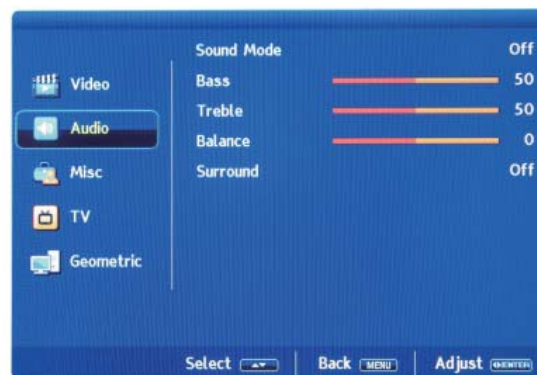 Sound Mode Off
Video
Bass 50
Treble 50
Audio
Balance 0
Misc
Surround Off
TV
Geometric
Select Back MENU Adjust ENTER